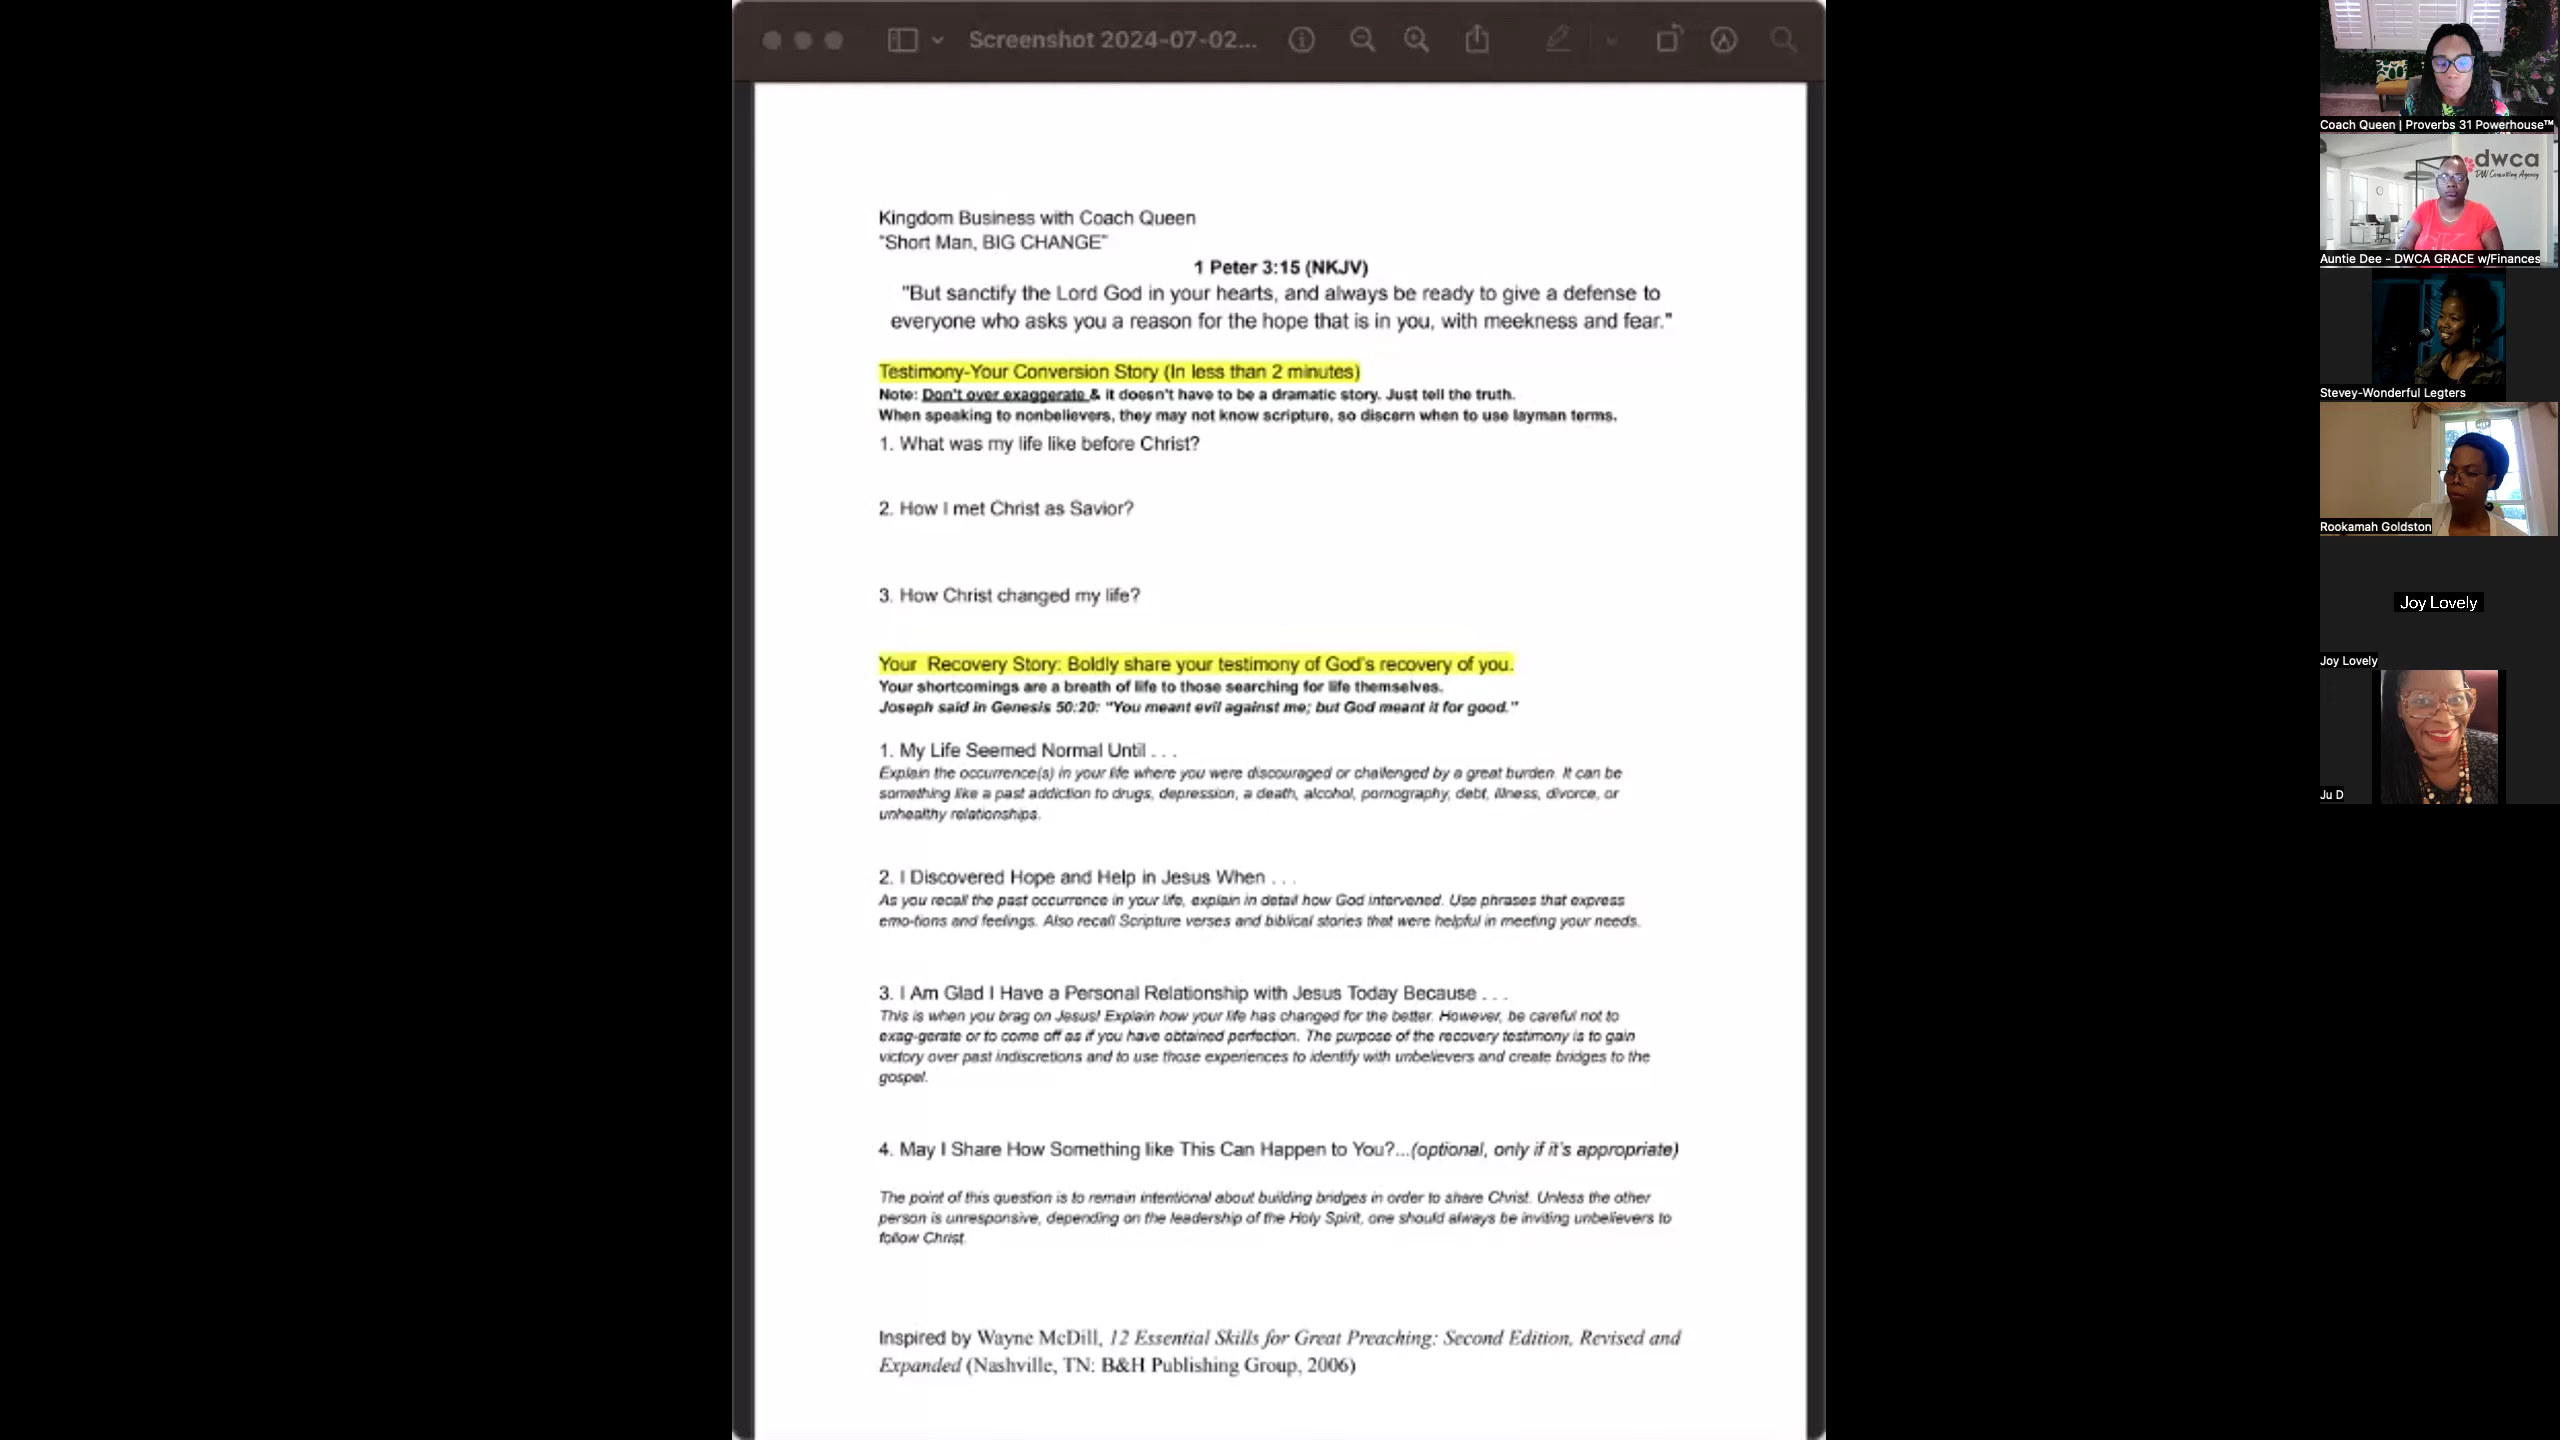 Screenshot 2024-07-02...
Kingdom Business with Coach Queen
"Short Man, BIG CHANGE"
1 Peter 3:15 (NKJV)
"But sanctify the Lord God in your hearts, and always be ready to give a defense to
everyone who asks you a reason for the hope that is in you, with meekness and fear."
Testimony-Your Conversion Story (In less than 2 minutes)
Note: Don't over exaggerate & it doesn't have to be a dramatic story. Just tell the truth.
When speaking to nonbelievers, they may not know scripture, so discern when to use layman terms.
1. What was my life like before Christ?
2. How I met Christ as Savior?
3. How Christ changed my life?
Your  Recovery Story: Boldly share your testimony of God's recovery of you.
Your shortcomings are a breath of life to those searching for life themselves.
Joseph said in Genesis 50:20: "You meant evil against me; but God meant it for good."
1. My Life Seemed Normal Until . . .
Explain the occurrence(s) in your life where you were discouraged or challenged by a great burden. It can be
something like a past addiction to drugs, depression, a death, alcohol, pornography, debt, illness, divorce, or
unhealthy relationships.
2. I Discovered Hope and Help in Jesus When . . .
As you recall the past occurrence in your life, explain in detail how God intervened. Use phrases that express
emo-tions and feelings. Also recall Scripture verses and biblical stories that were helpful in meeting your needs.
3. I Am Glad I Have a Personal Relationship with Jesus Today Because . . .
This is when you brag on Jesus! Explain how your life has changed for the better. However, be careful not to
exag-gerate or to come off as if you have obtained perfection. The purpose of the recovery testimony is to gain
victory over past indiscretions and to use those experiences to identify with unbelievers and create bridges to the
gospel.
4. May I Share How Something like This Can Happen to You?...(optional, only if it's appropriate)
The point of this question is to remain intentional about building bridges in order to share Christ. Unless the other
person is unresponsive, depending on the leadership of the Holy Spirit, one should always be inviting unbelievers to
follow Christ.
Inspired by Wayne McDill, 12 Essential Skills for Great Preaching: Second Edition, Revised and
Expanded (Nashville, TN: B&H Publishing Group, 2006)
Coach Queen | Proverbs 31 Powerhouse™
dwca
DW Consulting Agency
Auntie Dee - DWCA GRACE w/Finances
Stevey-Wonderful Legters
Rookamah Goldston
Joy Lovely
Joy Lovely
Ju D